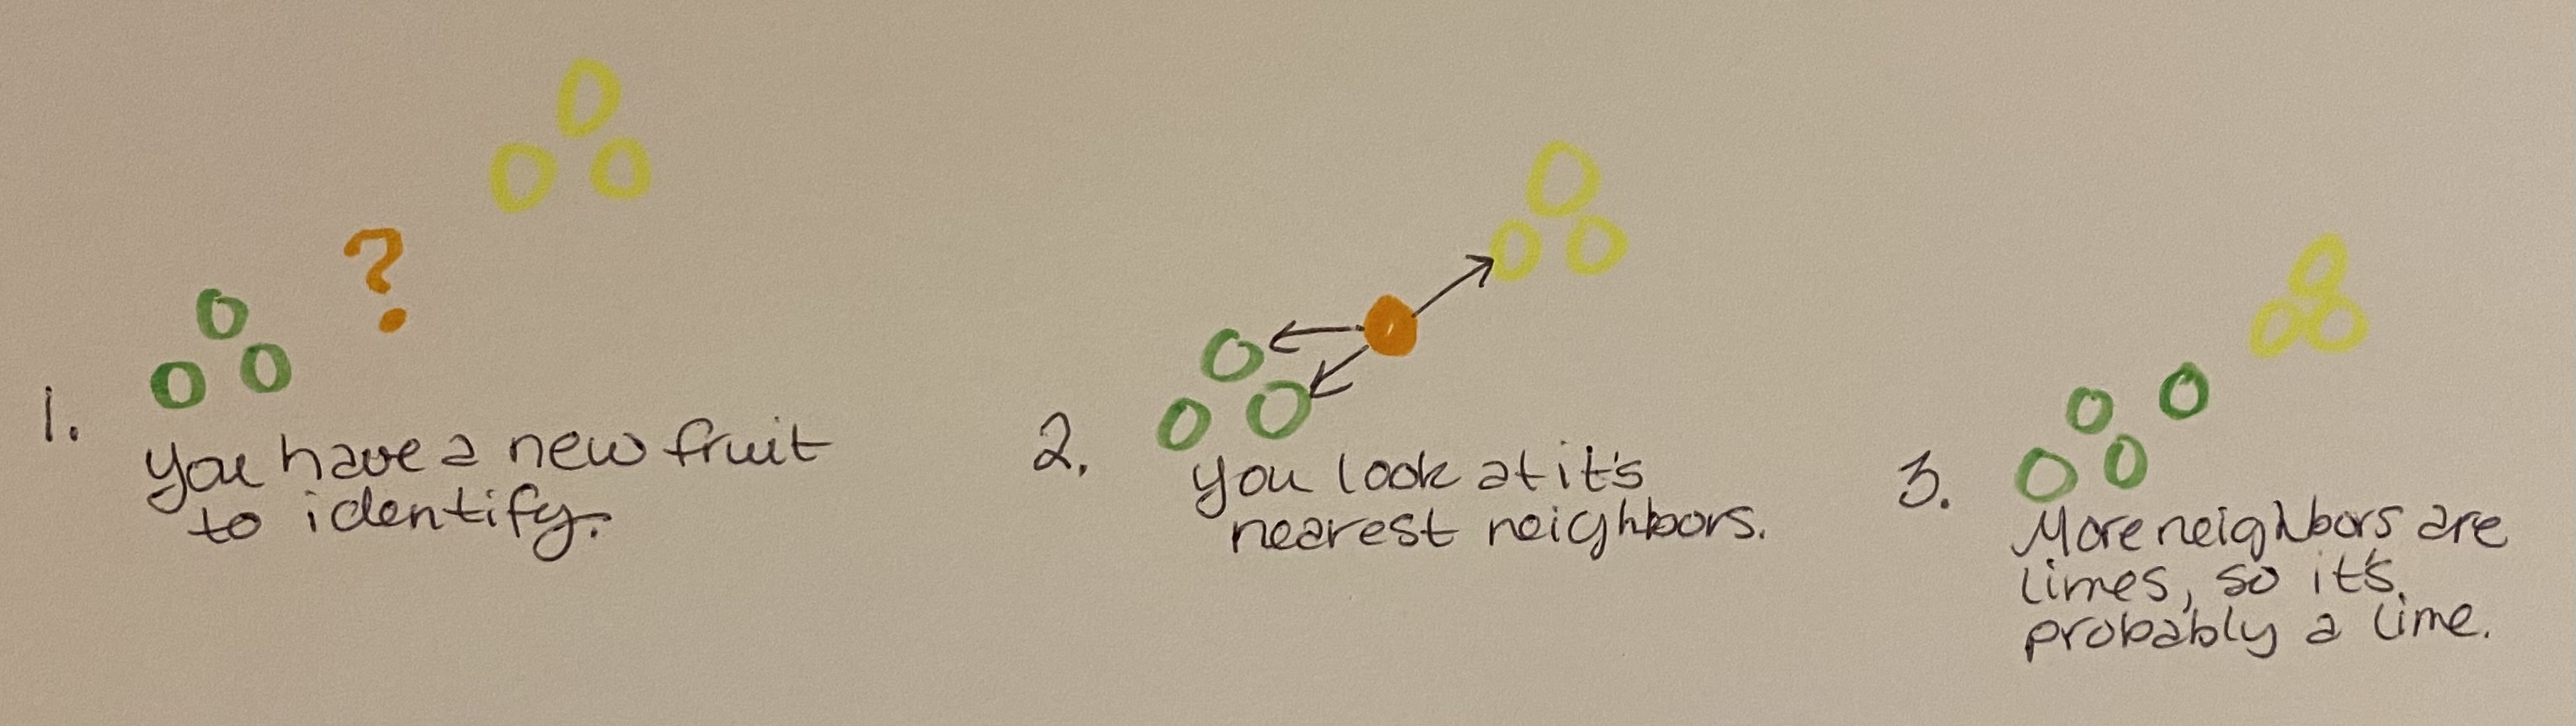 ?
1.
you have a new fruit
to identify.
2.
you look at it's
nearest neighbors.
3.
More neighbors are
limes, so it's
probably a lime.